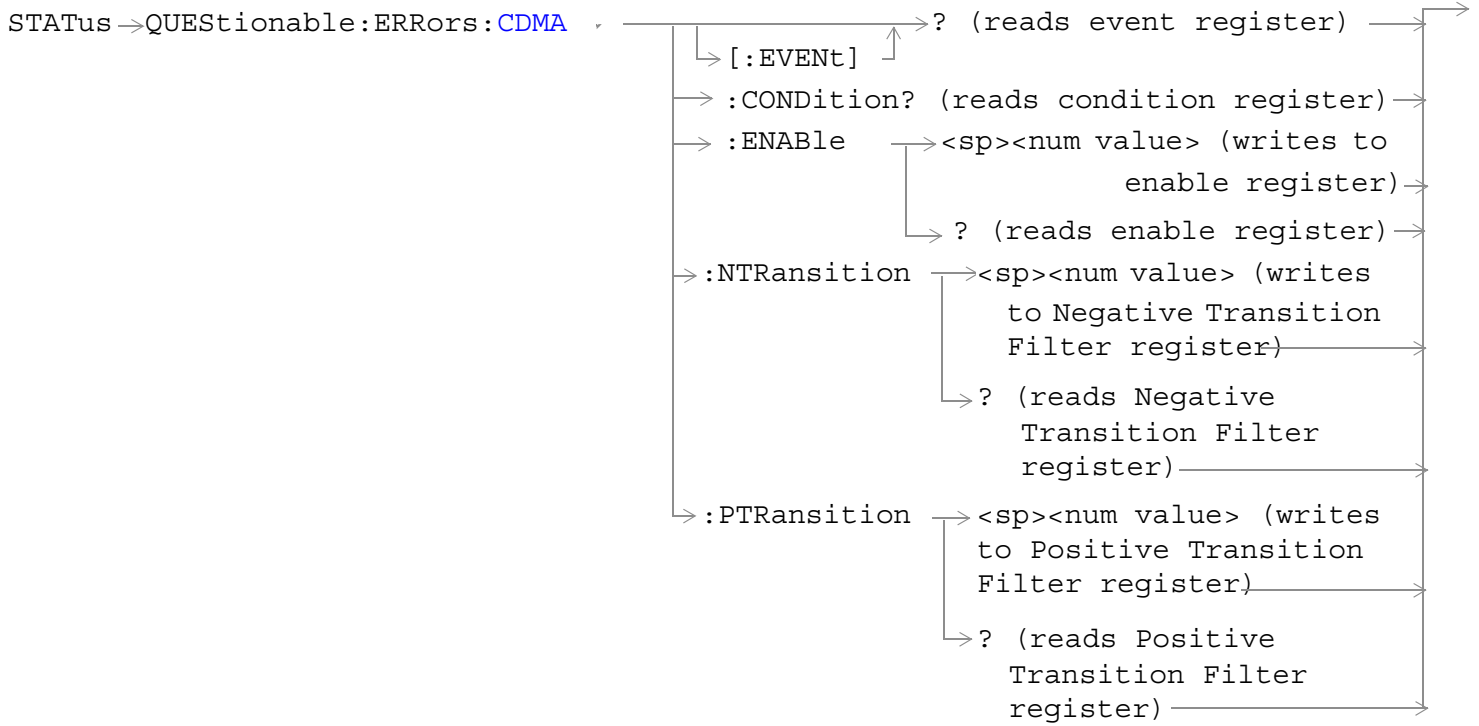 STATus QUEStionable:ERRors:CDMA ? (reads event register)
[:EVENt]
:CONDition? (reads condition register)
:ENABle <sp><num value> (writes to
enable register)
? (reads enable register)
:NTRansition <sp><num value> (writes
to Negative Transition
Filter register)
? (reads Negative
Transition Filter
register)
:PTRansition <sp><num value> (writes
to Positive Transition
Filter register)
? (reads Positive
Transition Filter
register)